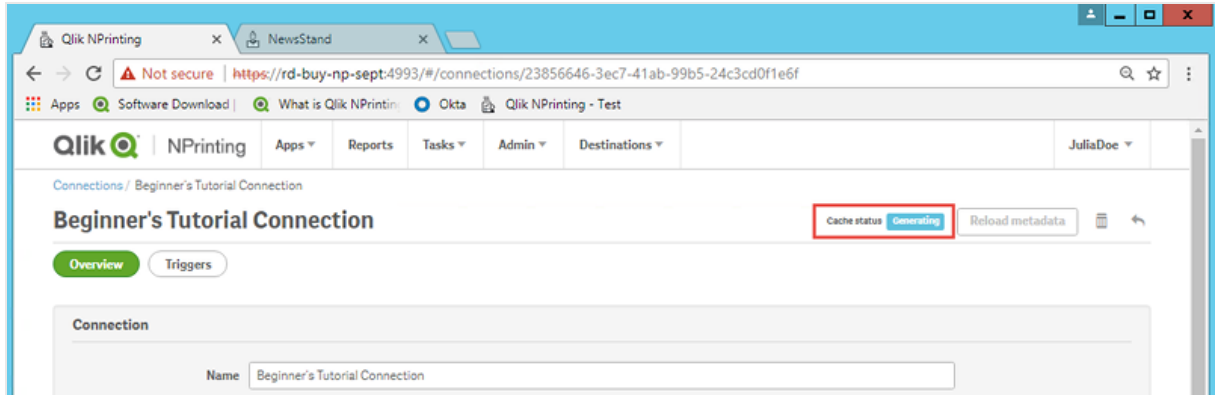 Qlik NPrinting NewsStand
Not secure https://rd-buy-np-sept:4993/#/connections/23856646-3ec7-41ab-99b5-24c3cd0f1e6f
Apps Software Download | What is Qlik NPrintin Okta Qlik NPrinting - Test
Qlik NPrinting Apps Reports Tasks Admin Destinations JuliaDoe
Connections / Beginner's Tutorial Connection
Beginner's Tutorial Connection Cache status Generating Reload metadata
Overview Triggers
Connection
Name Beginner's Tutorial Connection